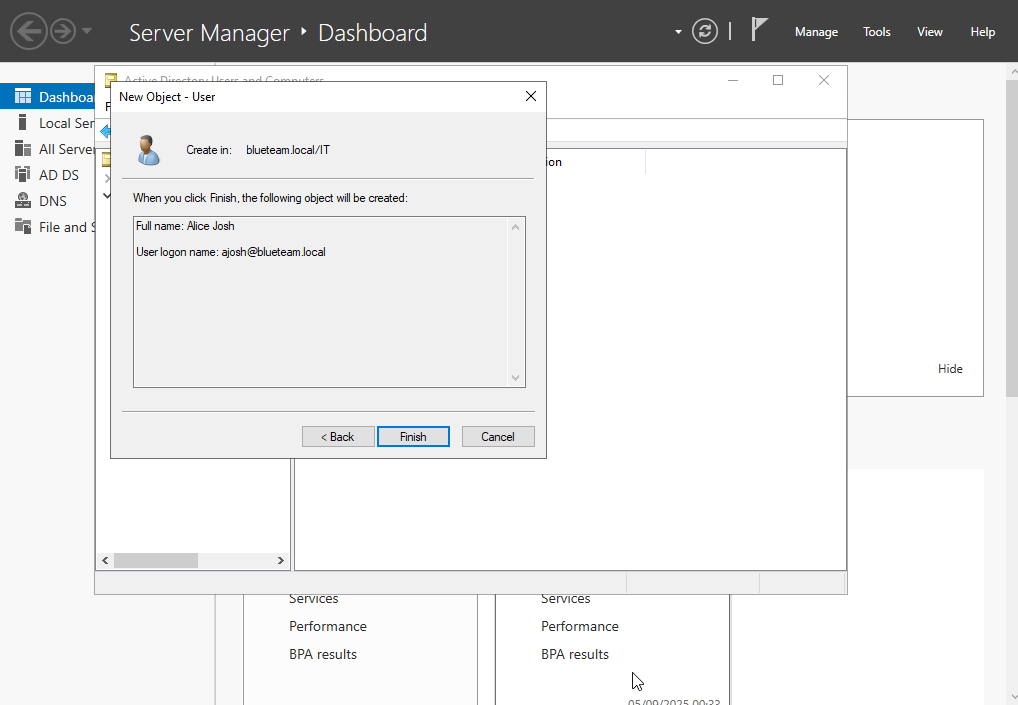 Server Manager ‣ Dashboard
Manage Tools View Help
Dashboa
Local Ser
All Server
AD DS
DNS
File and S
Active Directory Users and Computers
New Object - User
Create in: blueteam.local/IT
When you click Finish, the following object will be created:
Full name: Alice Josh
User logon name: ajosh@blueteam.local
< Back Finish Cancel
ion
Hide
Services
Performance
BPA results
Services
Performance
BPA results
05/09/2025 00:33